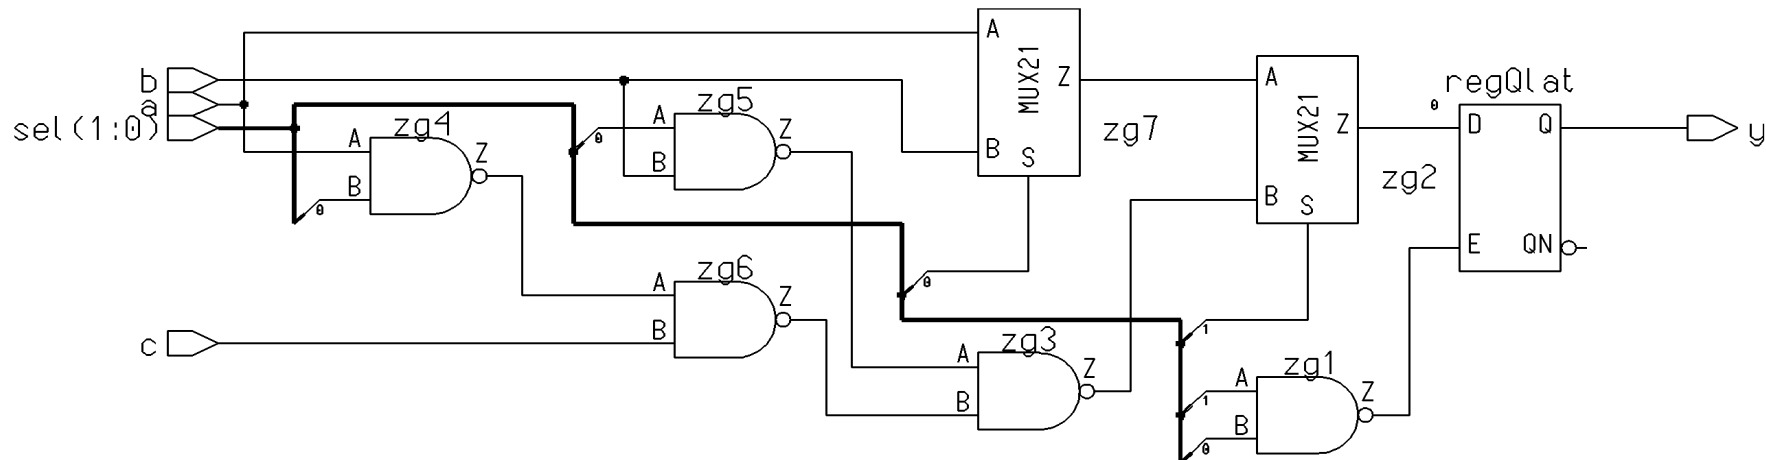 A
MUX21
Z
B
S
zg7
A
MUX21
Z
B
S
zg2
regQlat
0
D
Q
E
QN
y
b
a
sel(1:0)
zg4
A
Z
B
0
zg5
A
Z
B
0
zg6
A
Z
B
c
0
zg3
A
Z
B
1
zg1
A
Z
1
B
0